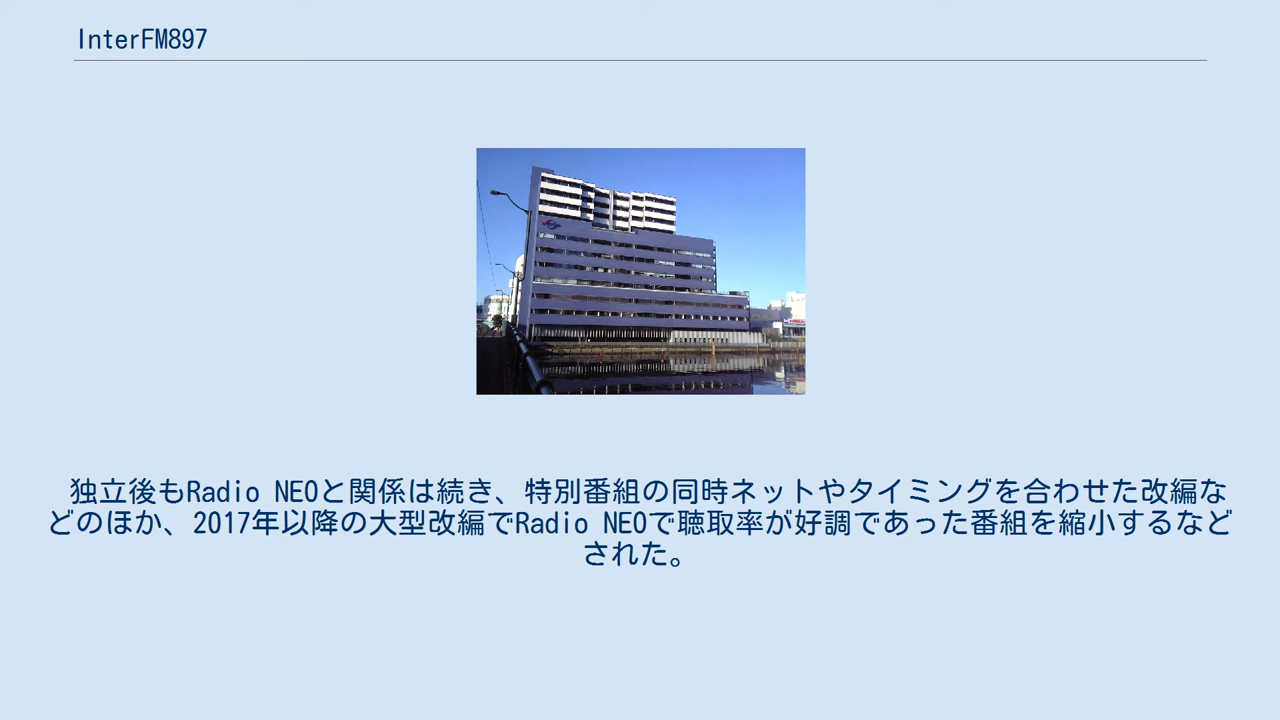 InterFM897
独立後もRadio NEOと関係は続き、特別番組の同時ネットやタイミングを合わせた改編な
どのほか、2017年以降の大型改編でRadio NEOで聴取率が好調であった番組を縮小するなど
された。